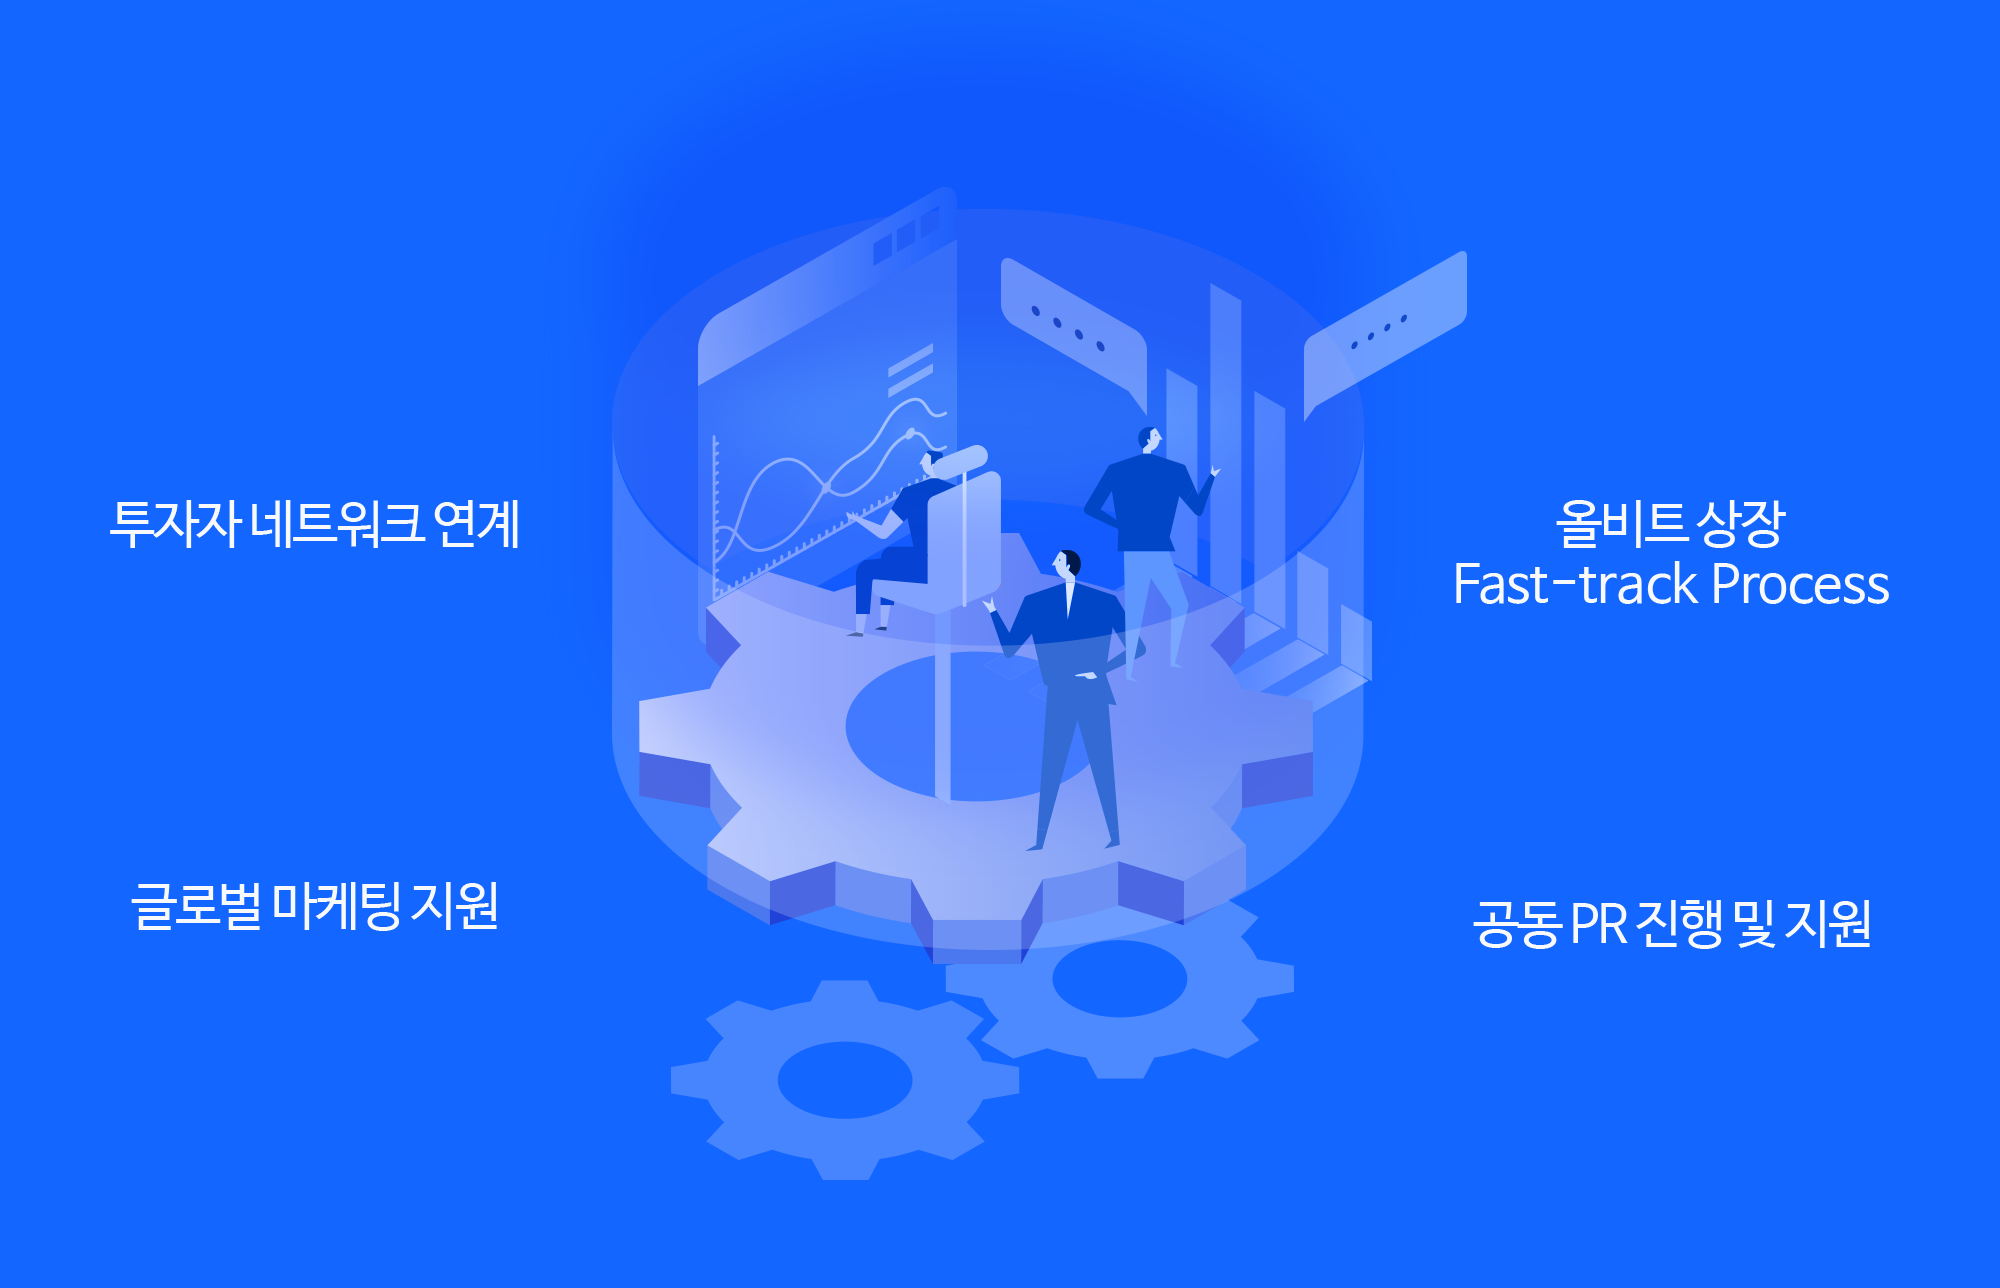 투자자 네트워크 연계
올비트 상장
Fast-track Process
글로벌 마케팅 지원
공동 PR 진행 및 지원